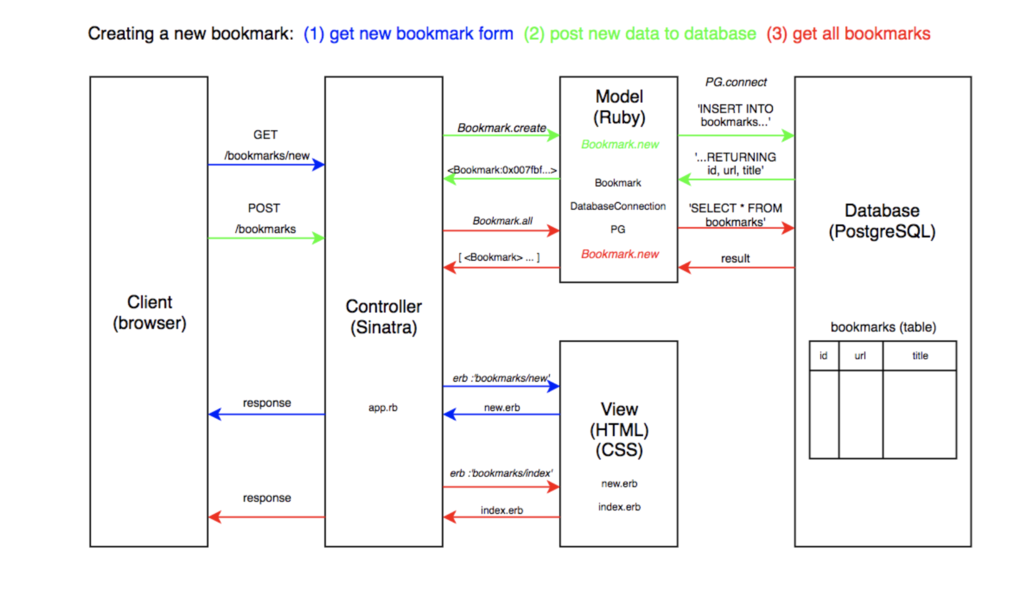 Creating a new bookmark: (1) get new bookmark form (2) post new data to database (3) get all bookmarks
Client
(browser)
GET
/bookmarks/new
POST
/bookmarks
response
response
Controller
(Sinatra)
app.rb
Bookmark.create
<Bookmark:0x007fbf...>
Bookmark.all
[ <Bookmark> ... ]
erb :'bookmarks/new'
new.erb
erb :'bookmarks/index'
index.erb
Model
(Ruby)
Bookmark.new
Bookmark
DatabaseConnection
PG
Bookmark.new
View
(HTML)
(CSS)
new.erb
index.erb
PG.connect
'INSERT INTO
bookmarks...'
'...RETURNING
id, url, title'
'SELECT * FROM
bookmarks'
result
Database
(PostgreSQL)
bookmarks (table)
id url title